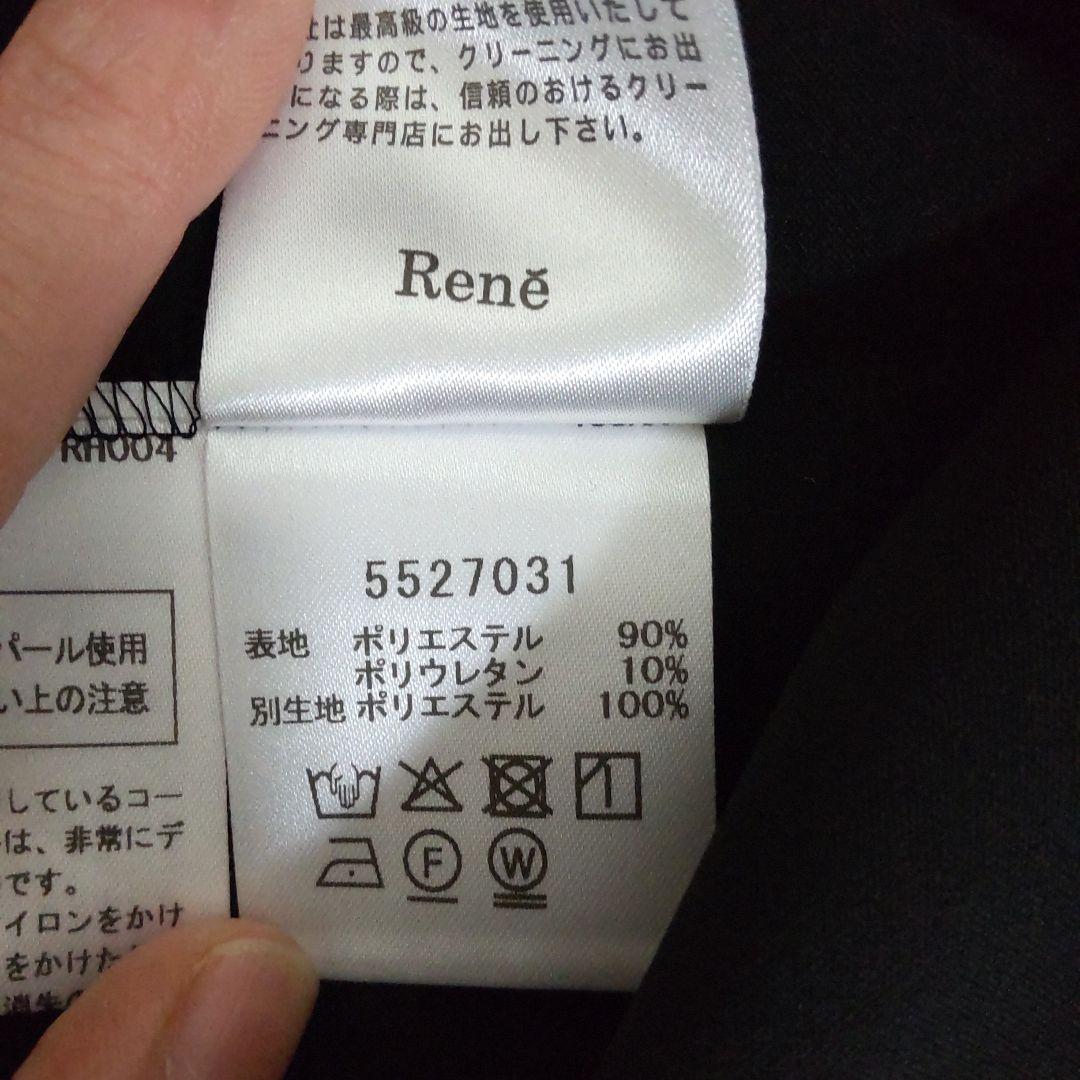 は最高級の生地を使用いたして
りますので、クリーニングにお出
になる際は、信頼のおけるクリー
ニング専門店にお出し下さい。
René
RH004
5527031
表地 ポリエステル 90%
ポリウレタン 10%
別生地 ポリエステル 100%
F W
パール使用
い上の注意
しているコー
は、非常にデ
です。
イロンをかけ
をかけた
消失